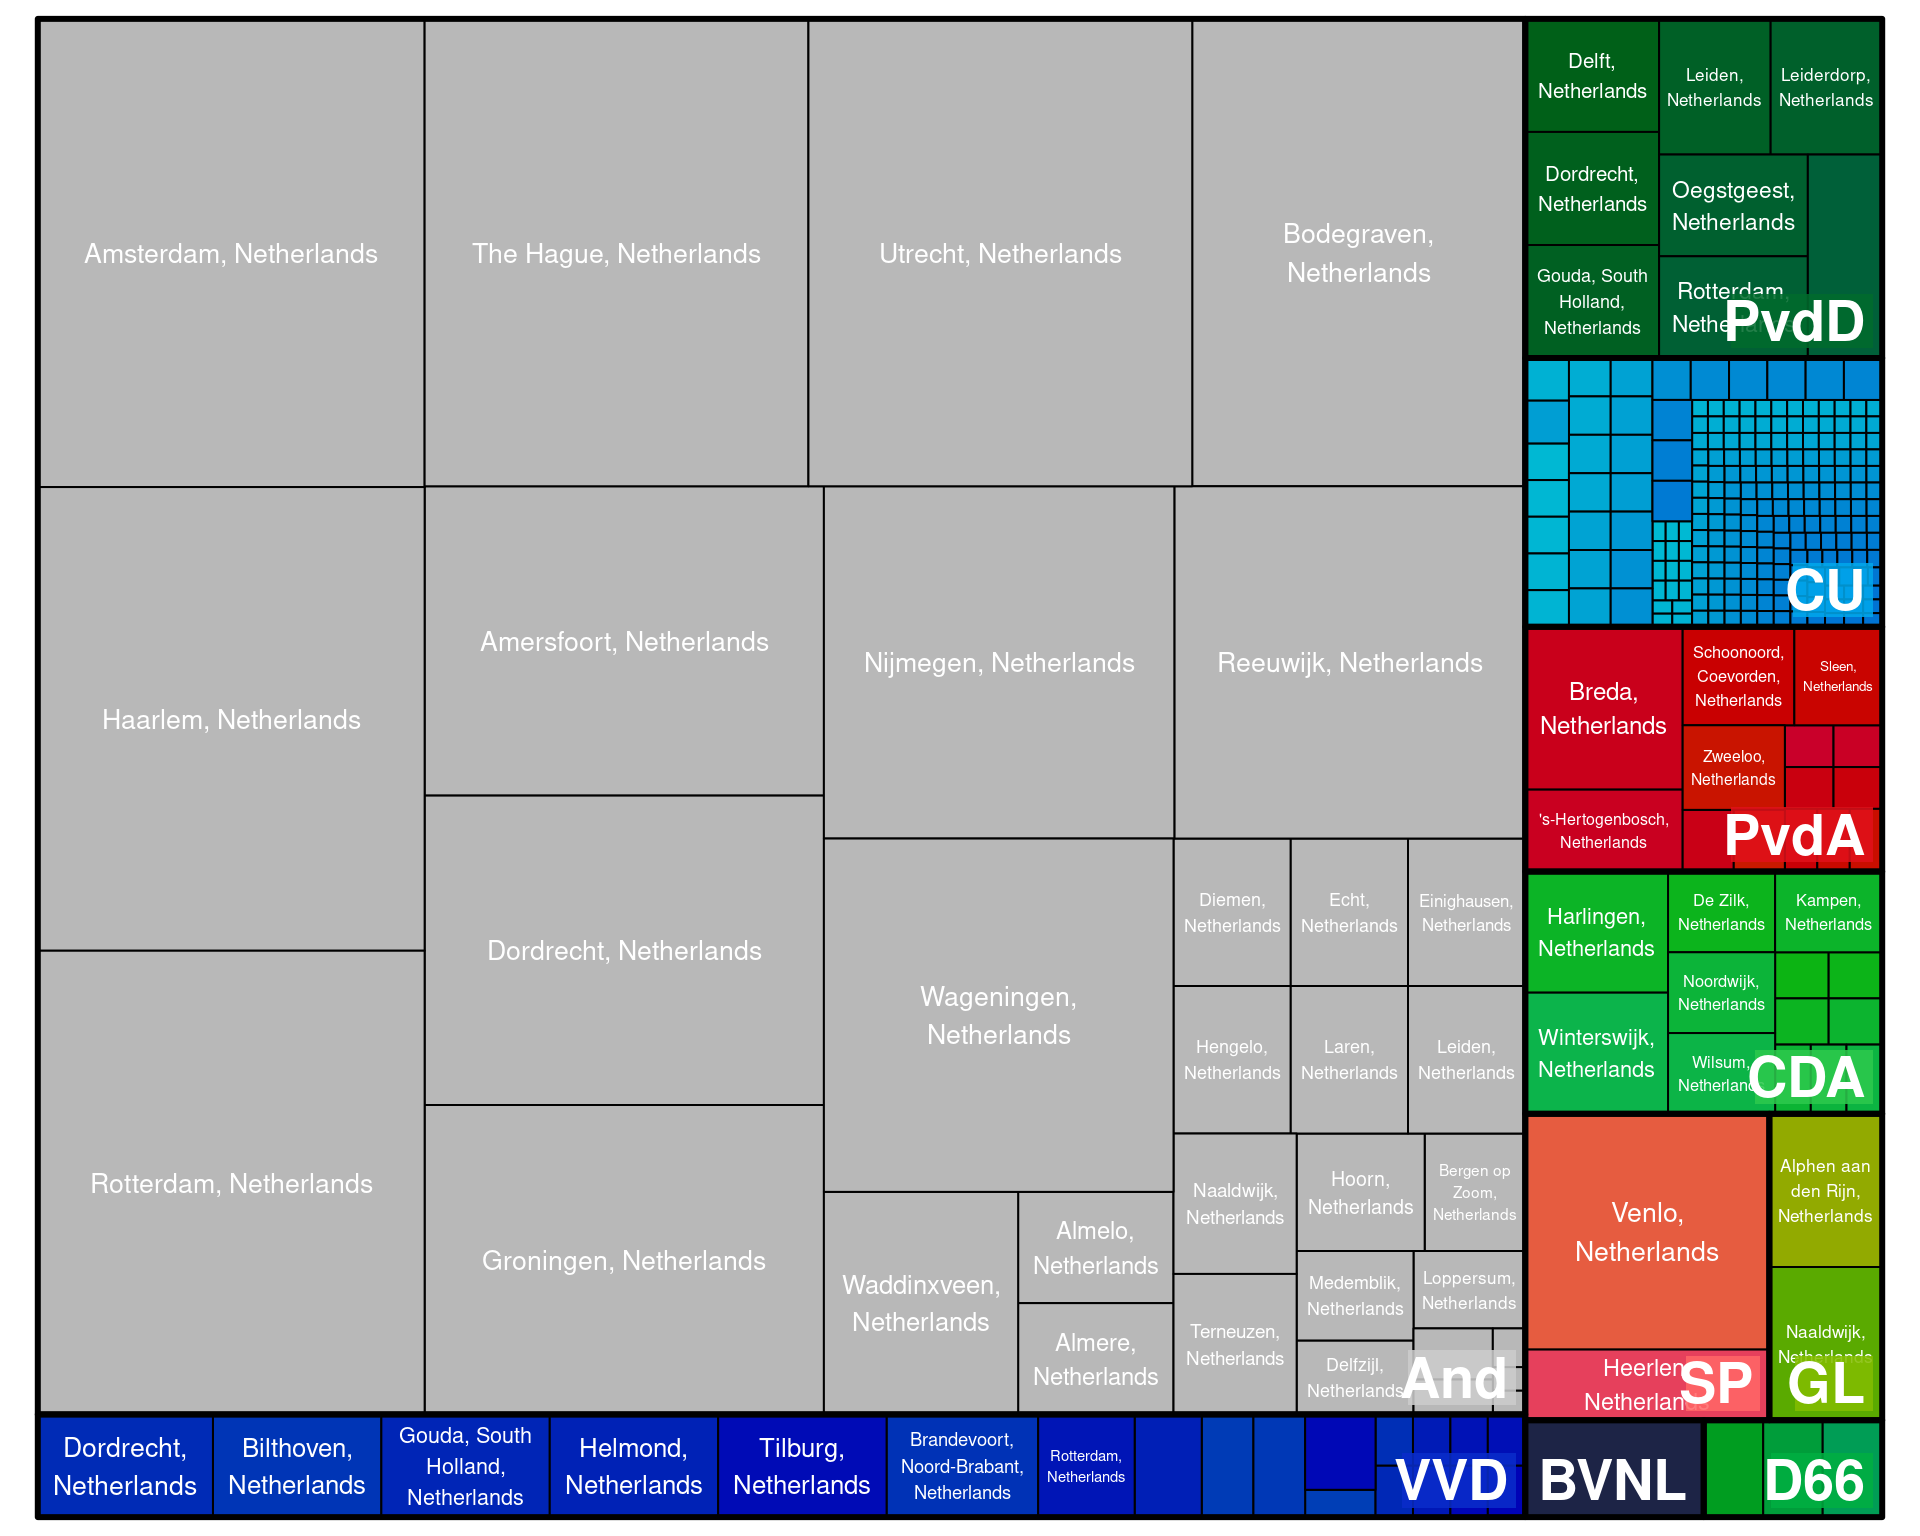 Amsterdam, Netherlands
The Hague, Netherlands
Utrecht, Netherlands
Bodegraven,
Netherlands
Haarlem, Netherlands
Amersfoort, Netherlands
Nijmegen, Netherlands
Reeuwijk, Netherlands
Rotterdam, Netherlands
Dordrecht, Netherlands
Groningen, Netherlands
Wageningen,
Netherlands
Waddinxveen,
Netherlands
Almelo,
Netherlands
Almere,
Netherlands
Diemen,
Netherlands
Echt,
Netherlands
Einighausen,
Netherlands
Hengelo,
Netherlands
Laren,
Netherlands
Leiden,
Netherlands
Naaldwijk,
Netherlands
Hoorn,
Netherlands
Bergen op
Zoom,
Netherlands
Terneuzen,
Netherlands
Medemblik,
Netherlands
Loppersum,
Netherlands
Delfzijl,
Netherlands
And
Dordrecht,
Netherlands
Bilthoven,
Netherlands
Gouda, South
Holland,
Netherlands
Helmond,
Netherlands
Tilburg,
Netherlands
Brandevoort,
Noord-Brabant,
Netherlands
Rotterdam,
Netherlands
VVD
Delft,
Netherlands
Leiden,
Netherlands
Leiderdorp,
Netherlands
Dordrecht,
Netherlands
Oegstgeest,
Netherlands
Gouda, South
Holland,
Netherlands
Rotterdam,
Netherlands
PvdD
CU
Breda,
Netherlands
Schoonoord,
Coevorden,
Netherlands
Sleen,
Netherlands
Zweeloo,
Netherlands
's-Hertogenbosch,
Netherlands
PvdA
Harlingen,
Netherlands
De Zilk,
Netherlands
Kampen,
Netherlands
Noordwijk,
Netherlands
Winterswijk,
Netherlands
Wilsum,
Netherlands
CDA
Venlo,
Netherlands
Heerlen,
Netherlands
SP
Alphen aan
den Rijn,
Netherlands
Naaldwijk,
Netherlands
GL
BVNL
D66